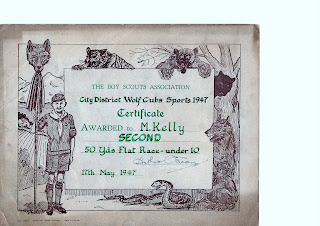 THE BOY SCOUTS ASSOCIATION
City District Wolf Cubs Sports 1947
Certificate
AWARDED to M. Kelly
SECOND
50 Yds Flat Race - under 10
17th May 1947